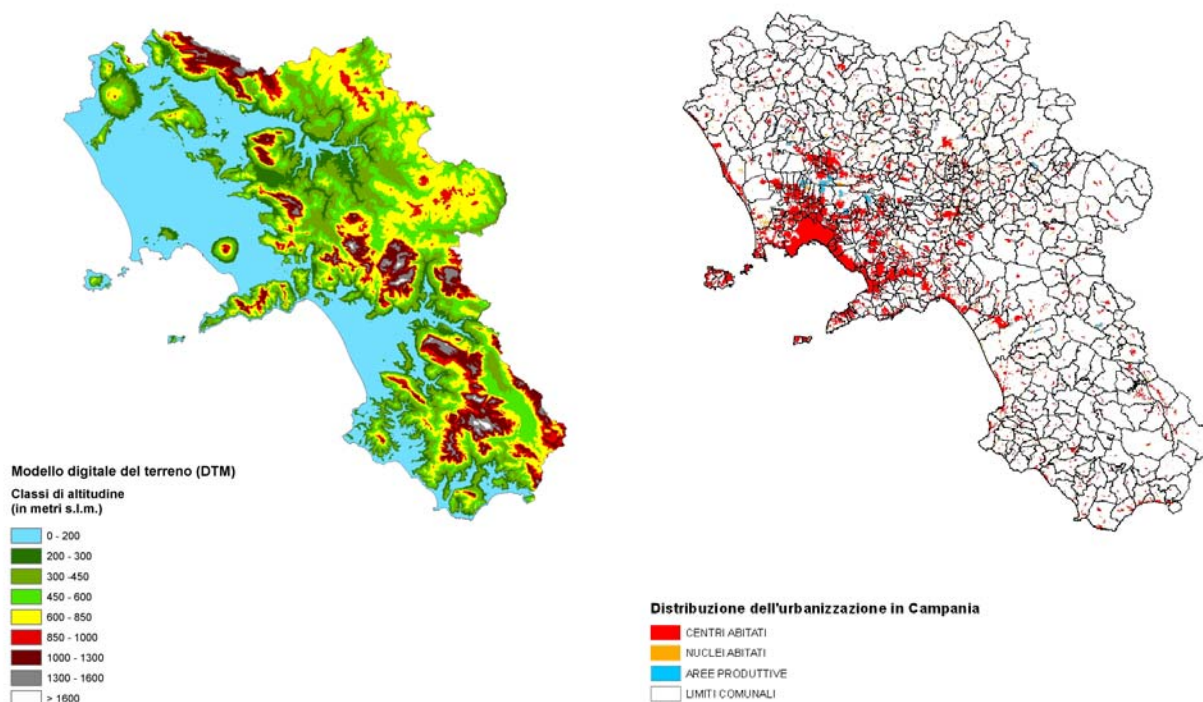 Modello digitale del terreno (DTM)
Classi di altitudine
(in metri s.l.m.)
0 - 200
200 - 300
300 -450
450 - 600
600 - 850
850 - 1000
1000 - 1300
1300 - 1600
> 1600
Distribuzione dell'urbanizzazione in Campania
CENTRI ABITATI
NUCLEI ABITATI
AREE PRODUTTIVE
LIMITI COMUNALI